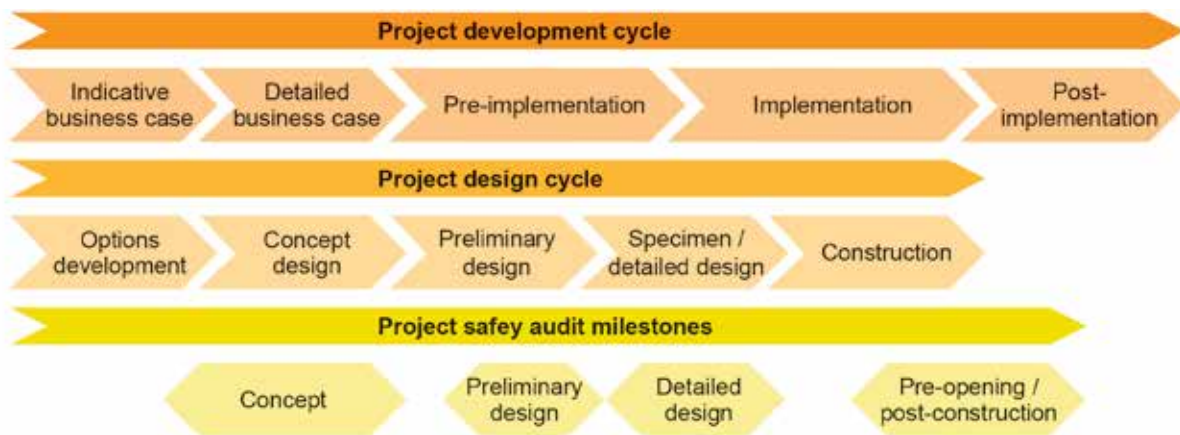 Project development cycle
Indicative
business case
Detailed
business case
Pre-implementation
Implementation
Post-
implementation
Project design cycle
Options
development
Concept
design
Preliminary
design
Specimen /
detailed design
Construction
Project safey audit milestones
Concept
Preliminary
design
Detailed
design
Pre-opening /
post-construction